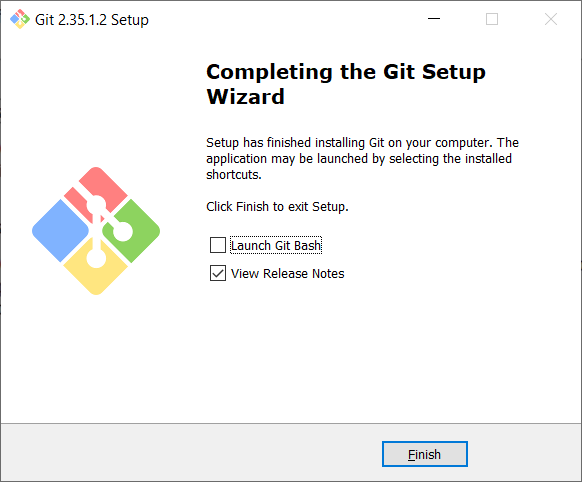 Git 2.35.1.2 Setup
Completing the Git Setup
Wizard
Setup has finished installing Git on your computer. The
application may be launched by selecting the installed
shortcuts.
Click Finish to exit Setup.
Launch Git Bash
View Release Notes
Finish